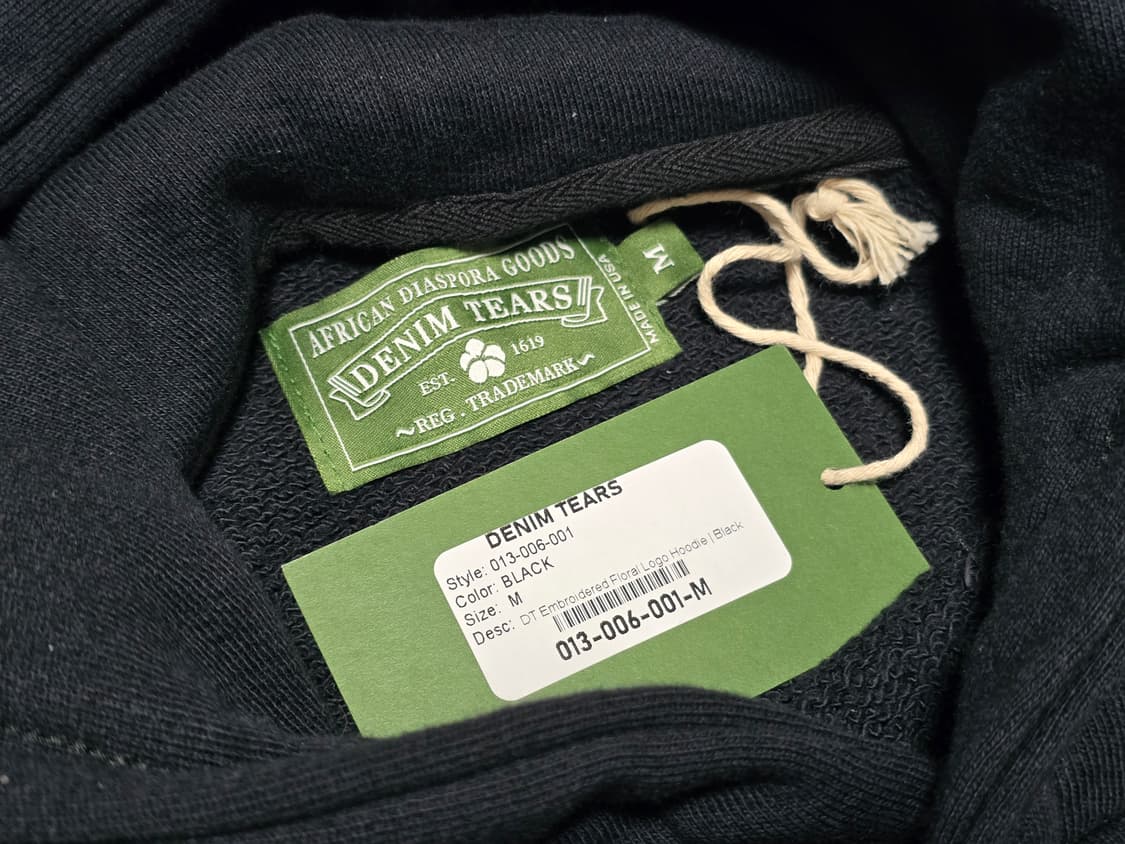 AFRICAN DIASPORA GOODS
DENIM TEARS
EST. 1619
~REG . TRADEMARK~
MADE IN USA
M
DENIM TEARS
Style: 013-006-001
Color: BLACK
Size: M
Desc: DT Embroidered Floral Logo Hoodie | Black
013-006-001-M